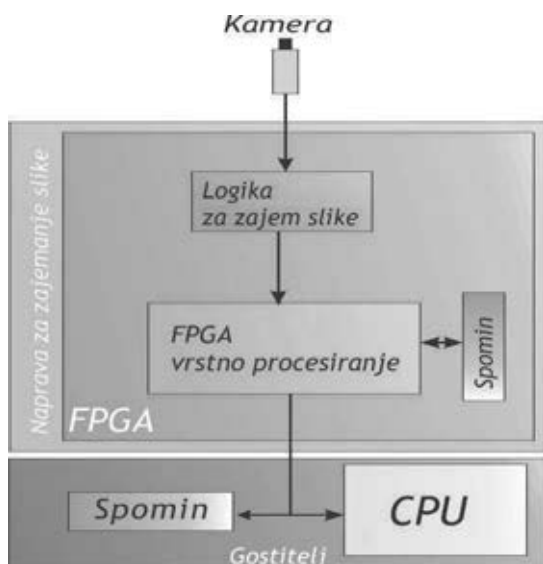 Kamera
Naprava za zajemanje slike
Logika
za zajem slike
FPGA
vrstno procesiranje
Spomin
FPGA
Spomin
CPU
Gostitelj